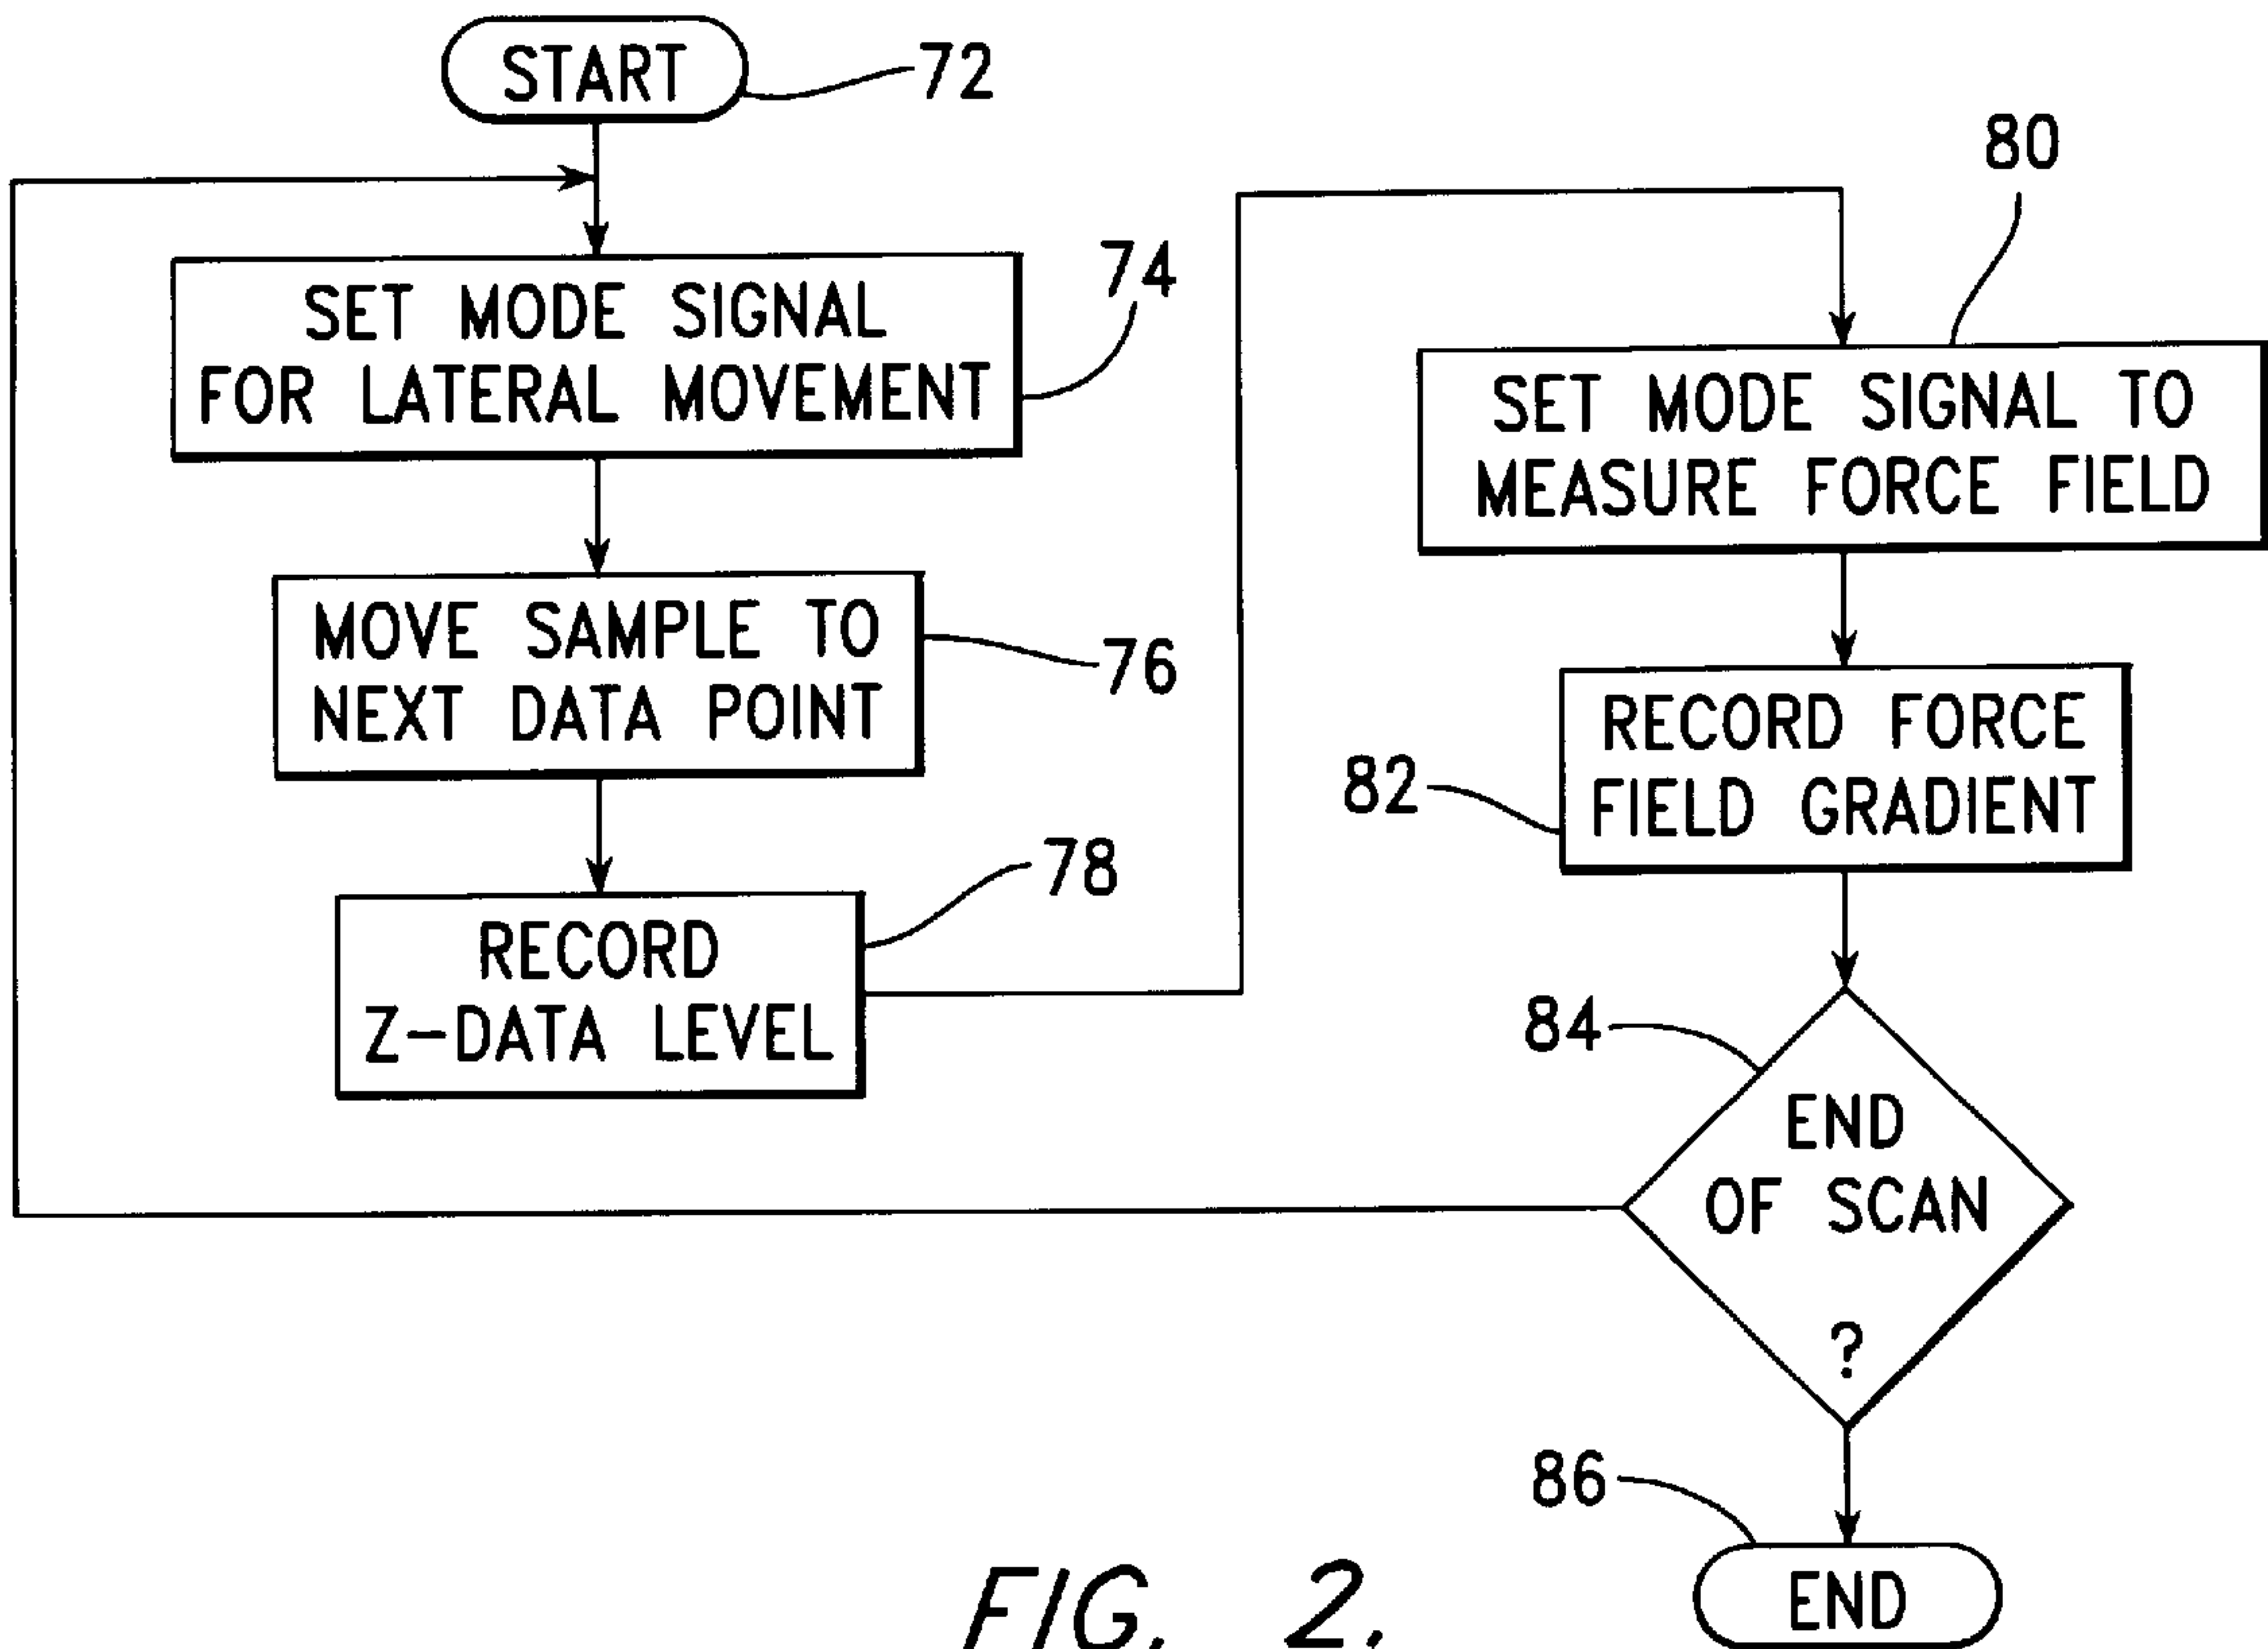 START
72
SET MODE SIGNAL
FOR LATERAL MOVEMENT
74
MOVE SAMPLE TO
NEXT DATA POINT
76
RECORD
Z-DATA LEVEL
78
80
SET MODE SIGNAL TO
MEASURE FORCE FIELD
RECORD FORCE
FIELD GRADIENT
82
84
END
OF SCAN
?
86
END
FIG. 2.